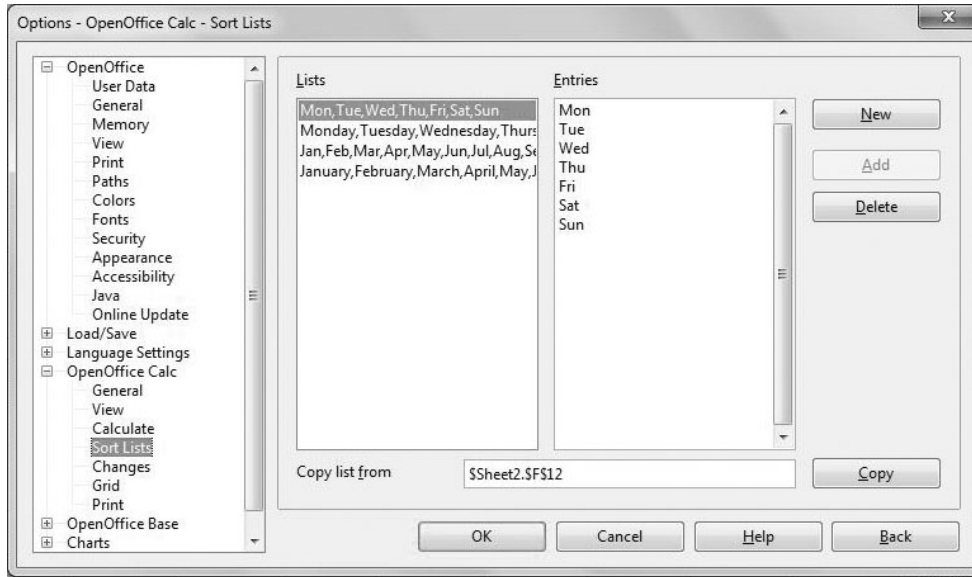 Options - OpenOffice Calc - Sort Lists
OpenOffice
User Data
General
Memory
View
Print
Paths
Colors
Fonts
Security
Appearance
Accessibility
Java
Online Update
Load/Save
Language Settings
OpenOffice Calc
General
View
Calculate
Sort Lists
Changes
Grid
Print
OpenOffice Base
Charts
Lists
Mon,Tue,Wed,Thu,Fri,Sat,Sun
Monday,Tuesday,Wednesday,Thurs
Jan,Feb,Mar,Apr,May,Jun,Jul,Aug,Se
January,February,March,April,May,J
Entries
Mon
Tue
Wed
Thu
Fri
Sat
Sun
New
Add
Delete
Copy list from
$Sheet2.$F$12
Copy
OK
Cancel
Help
Back